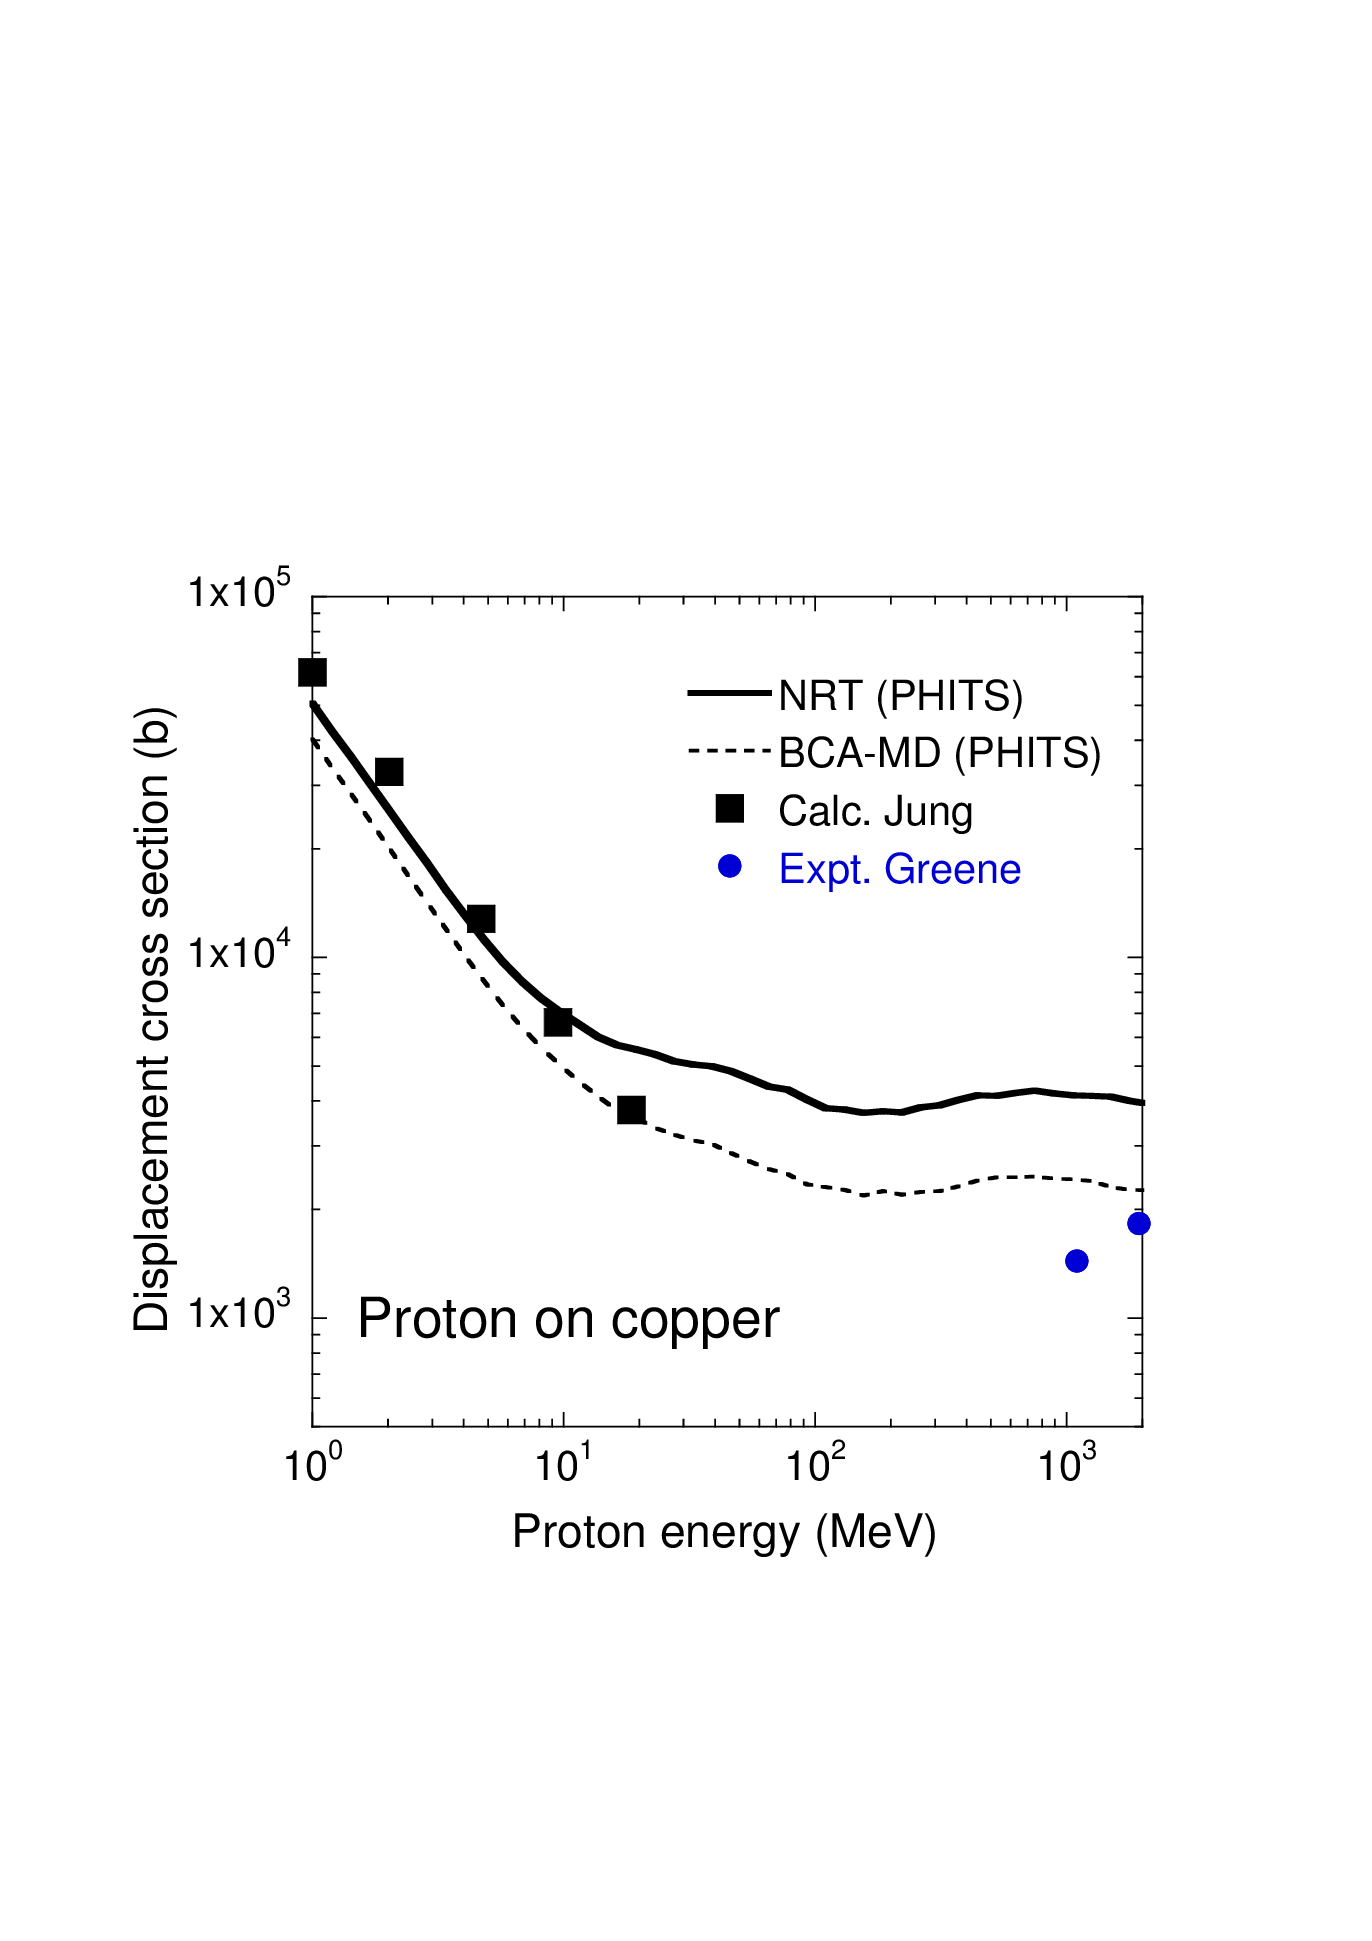 1x10^5
NRT (PHITS)
BCA-MD (PHITS)
Calc. Jung
Expt. Greene
1x10^4
Displacement cross section (b)
1x10^3
Proton on copper
10^0 10^1 10^2 10^3
Proton energy (MeV)